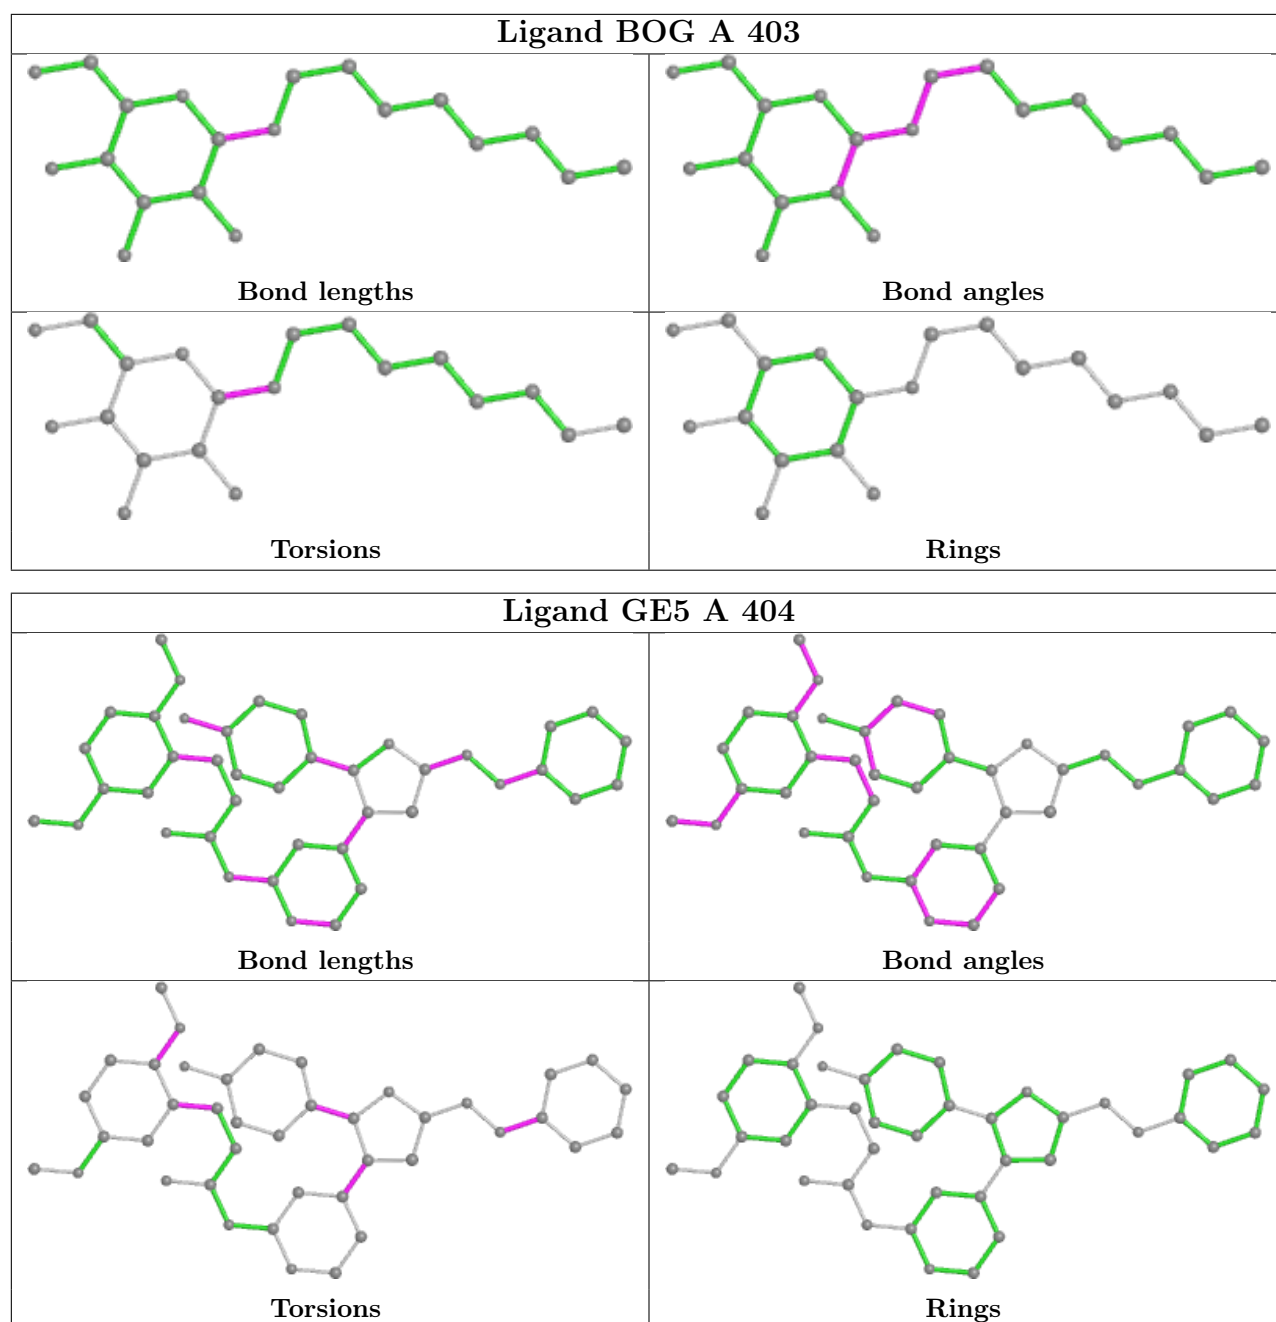 Ligand BOG A 403
Bond lengths
Bond angles
Torsions
Rings
Ligand GE5 A 404
Bond lengths
Bond angles
Torsions
Rings